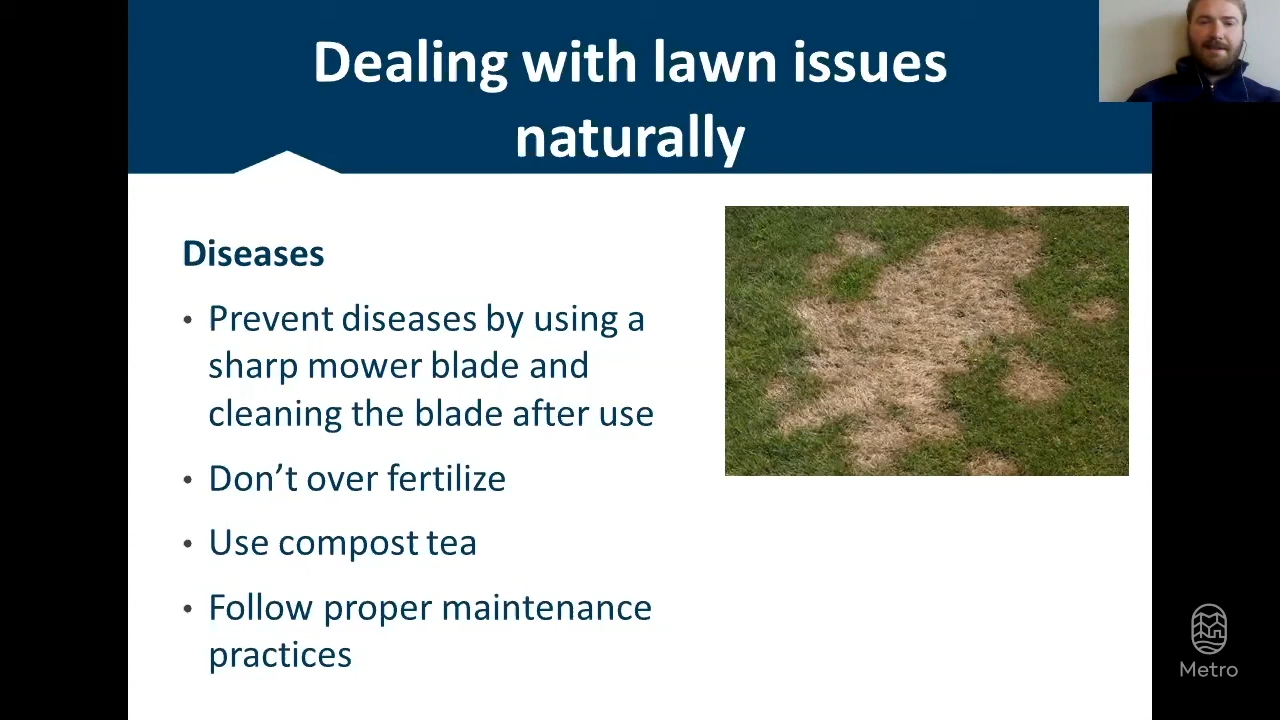 Dealing with lawn issues
naturally
Diseases
• Prevent diseases by using a
sharp mower blade and
cleaning the blade after use
• Don’t over fertilize
• Use compost tea
• Follow proper maintenance
practices
Metro